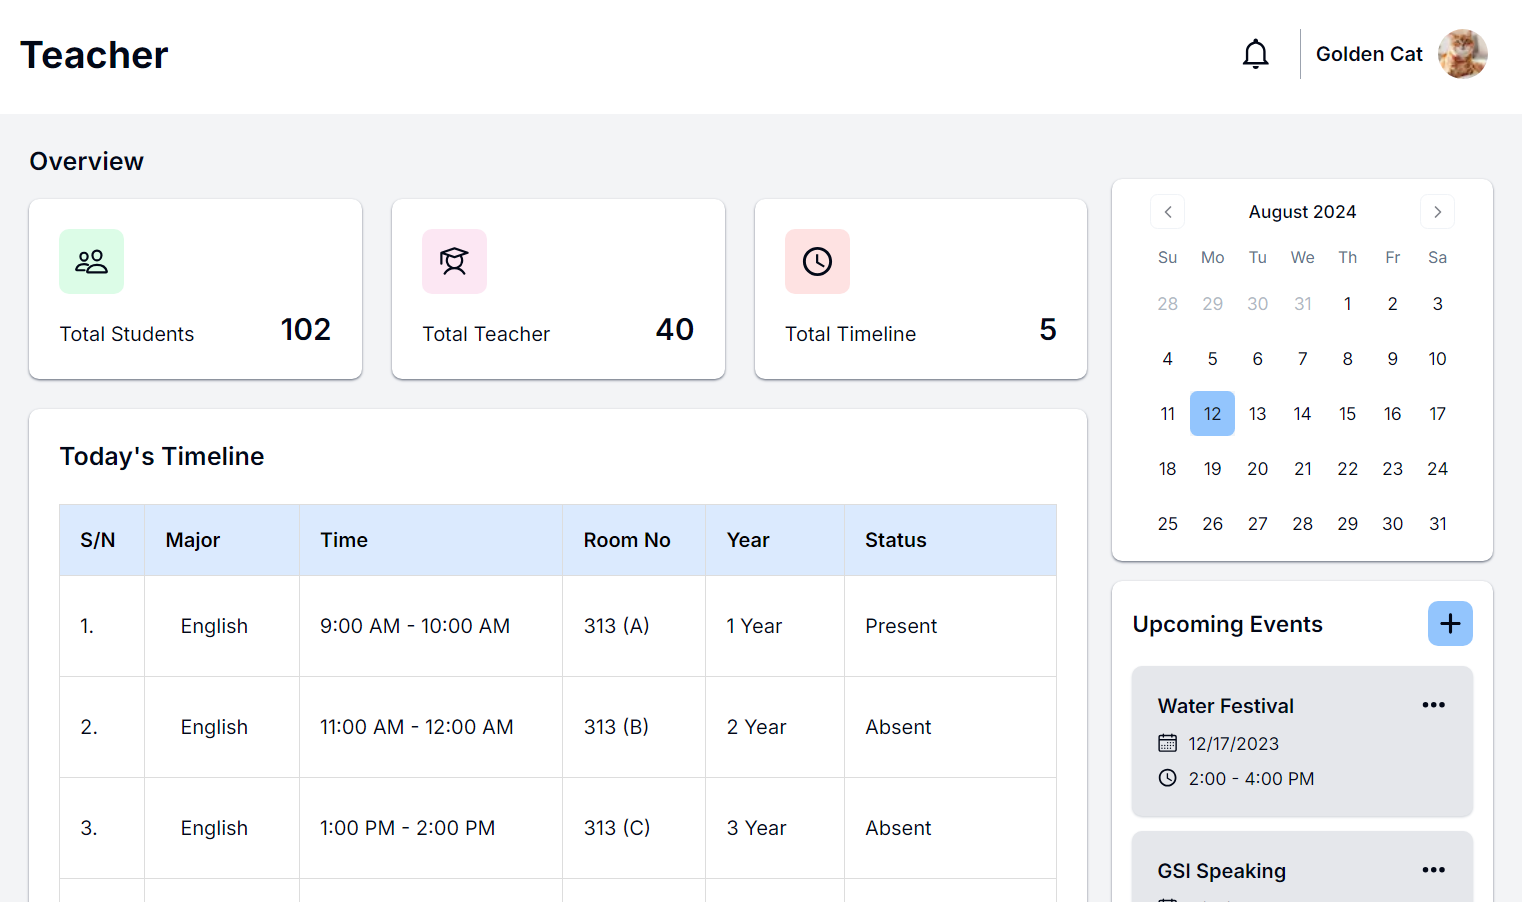 Teacher
Golden Cat
Overview
Total Students 102
Total Teacher 40
Total Timeline 5
Today's Timeline
S/N Major Time Room No Year Status
1. English 9:00 AM - 10:00 AM 313 (A) 1 Year Present
2. English 11:00 AM - 12:00 AM 313 (B) 2 Year Absent
3. English 1:00 PM - 2:00 PM 313 (C) 3 Year Absent
August 2024
Su Mo Tu We Th Fr Sa
28 29 30 31 1 2 3
4 5 6 7 8 9 10
11 12 13 14 15 16 17
18 19 20 21 22 23 24
25 26 27 28 29 30 31
Upcoming Events
Water Festival
12/17/2023
2:00 - 4:00 PM
GSI Speaking